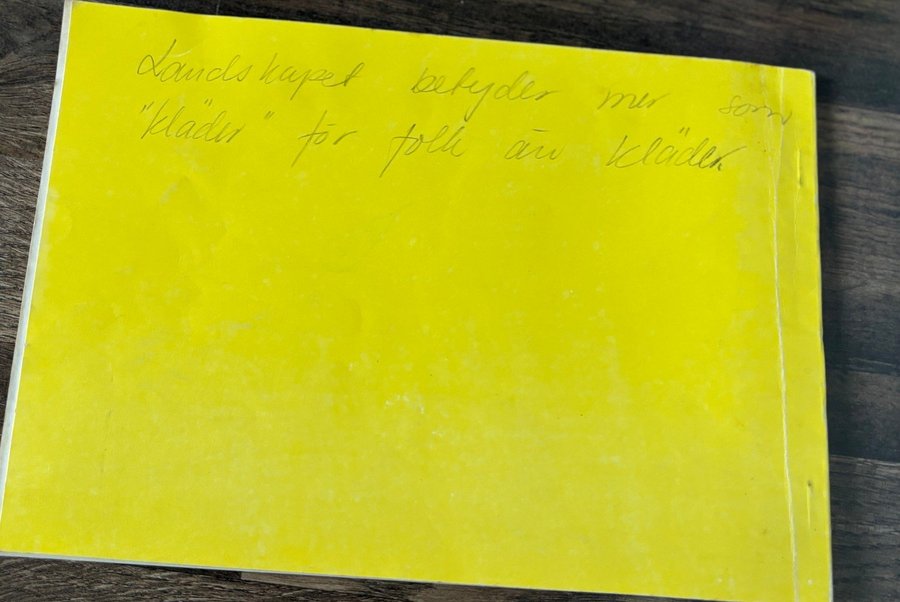 Landskapet betyder mer som
"kläder" för folk än kläder